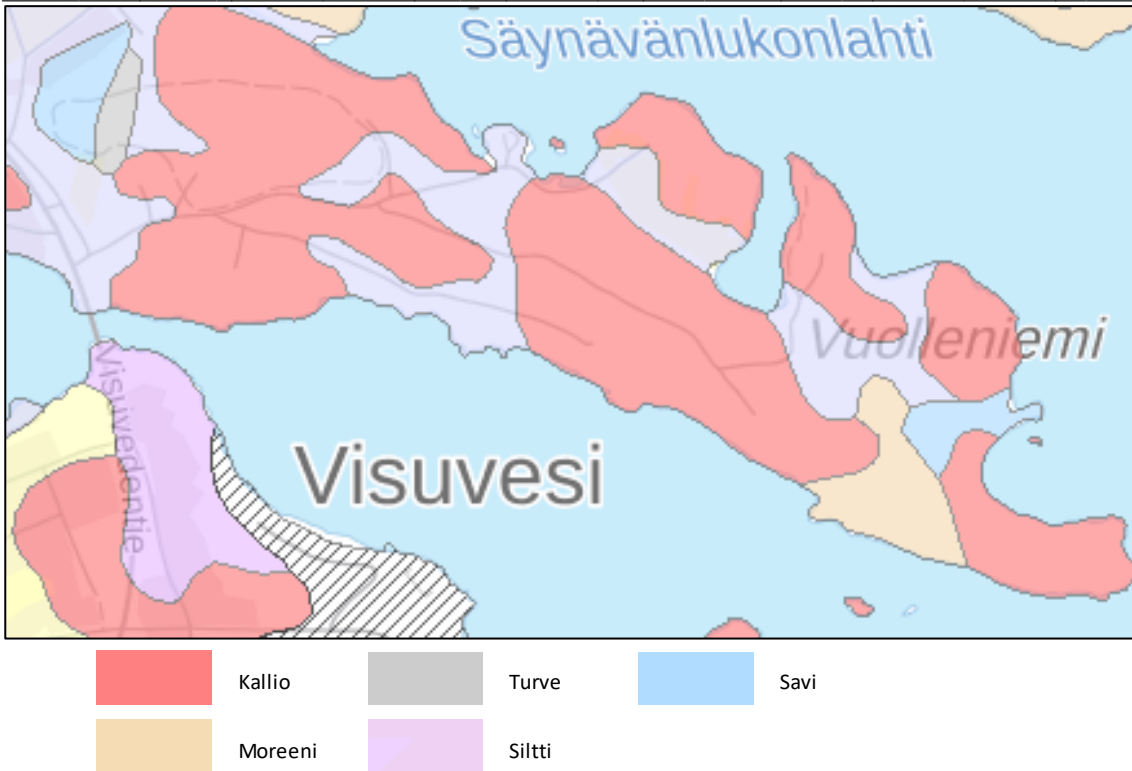 Säynävänlukonlahti
Vuolleniemi
Visuvedentie
Visuvesi
Kallio
Turve
Savi
Moreeni
Siltti